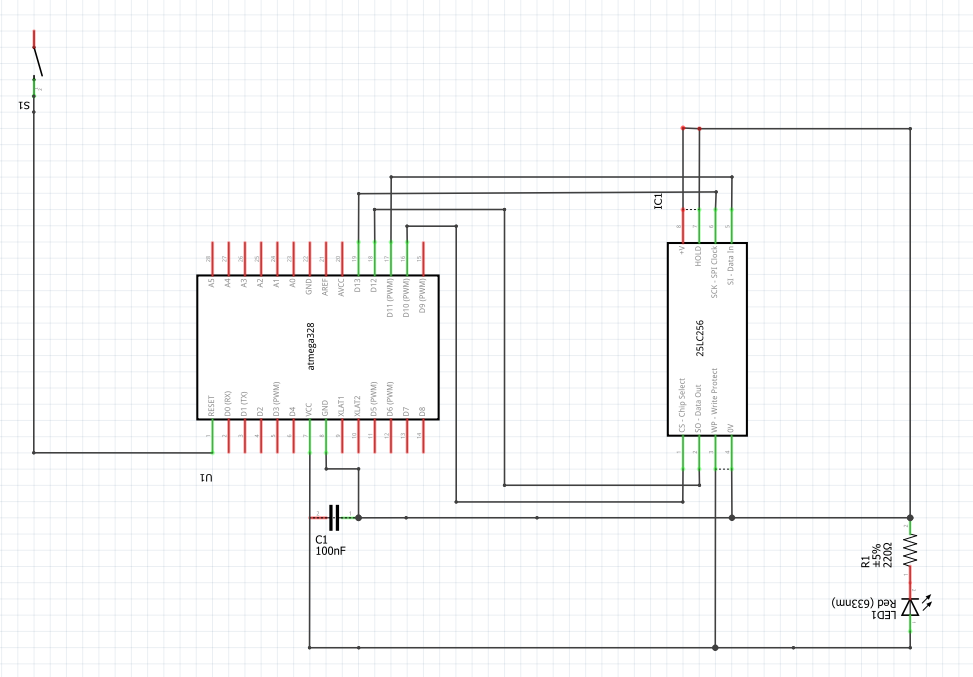 S1
IC1
8
7
6
5
+V
HOLD
SCK - SPI Clock
SI - Data In
25LC256
CS - Chip Select
SO - Data Out
WP - Write Protect
0V
1
2
3
4
28
27
26
25
24
23
22
21
20
19
18
17
16
15
A5
A4
A3
A2
A1
A0
GND
AREF
AVCC
D13
D12
D11 (PWM)
D10 (PWM)
D9 (PWM)
atmega328
RESET
D0 (RX)
D1 (TX)
D2
D3 (PWM)
D4
VCC
GND
XLAT1
XLAT2
D5 (PWM)
D6 (PWM)
D7
D8
1
2
3
4
5
6
7
8
9
10
11
12
13
14
U1
C1
100nF
R1
±5%
220Ω
Red (633nm)
LED1